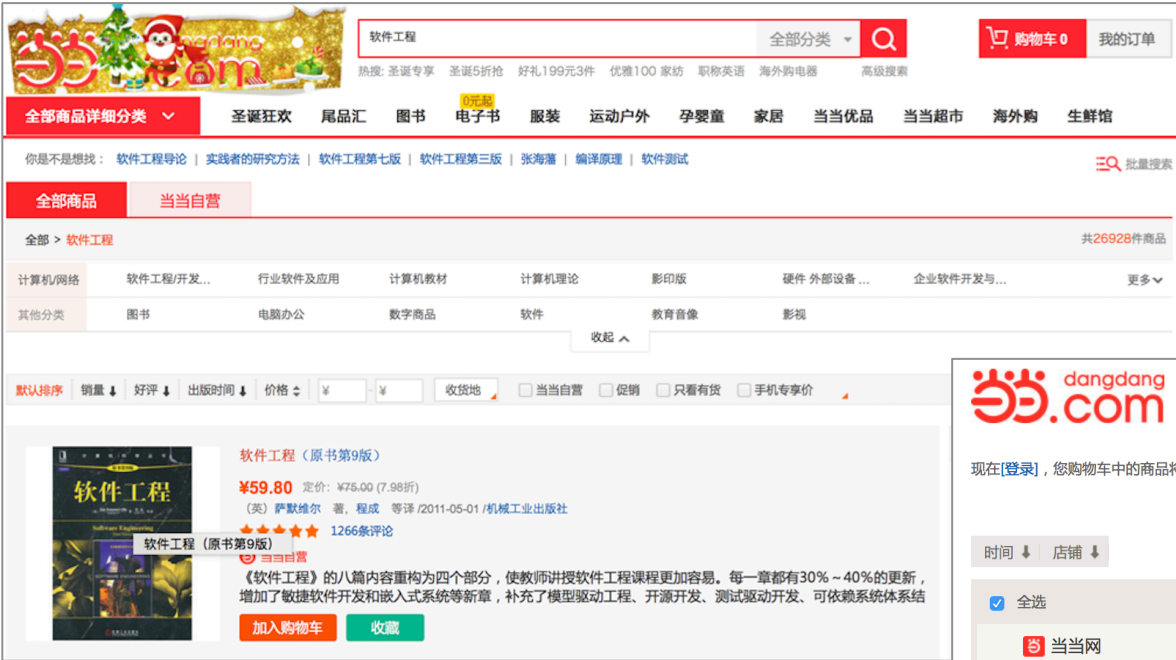 dangdang
.com
软件工程
全部分类
购物车 0
我的订单
热搜: 圣诞专享 圣诞5折抢 好礼199元3件 优雅100 家纺 职称英语 海外购电器
高级搜索
全部商品详细分类
圣诞狂欢 尾品汇 图书 电子书 服装 运动户外 孕婴童 家居 当当优品 当当超市 海外购 生鲜馆
0元起
你是不是想找： 软件工程导论 | 实践者的研究方法 | 软件工程第七版 | 软件工程第三版 | 张海藩 | 编译原理 | 软件测试
批量搜索
全部商品 当当自营
全部 > 软件工程
共26928件商品
计算机/网络 软件工程/开发... 行业软件及应用 计算机教材 计算机理论 影印版 硬件 外部设备 ... 企业软件开发与... 更多
其他分类 图书 电脑办公 数字商品 软件 教育音像 影视
收起
默认排序 销量 好评 出版时间 价格 ¥ - ¥ 收货地 当当自营 促销 只看有货 手机专享价
软件工程
Software Engineering
软件工程（原书第9版）
软件工程（原书第9版）
¥59.80 定价: ¥75.00 (7.98折)
（英）萨默维尔 著，程成 等译 /2011-05-01 /机械工业出版社
1266条评论
当当自营
《软件工程》的八篇内容重构为四个部分，使教师讲授软件工程课程更加容易。每一章都有30%～40%的更新，
增加了敏捷软件开发和嵌入式系统等新章，补充了模型驱动工程、开源开发、测试驱动开发、可依赖系统体系结
加入购物车 收藏
dangdang
.com
现在[登录]，您购物车中的商品将
时间 店铺
全选
当当网